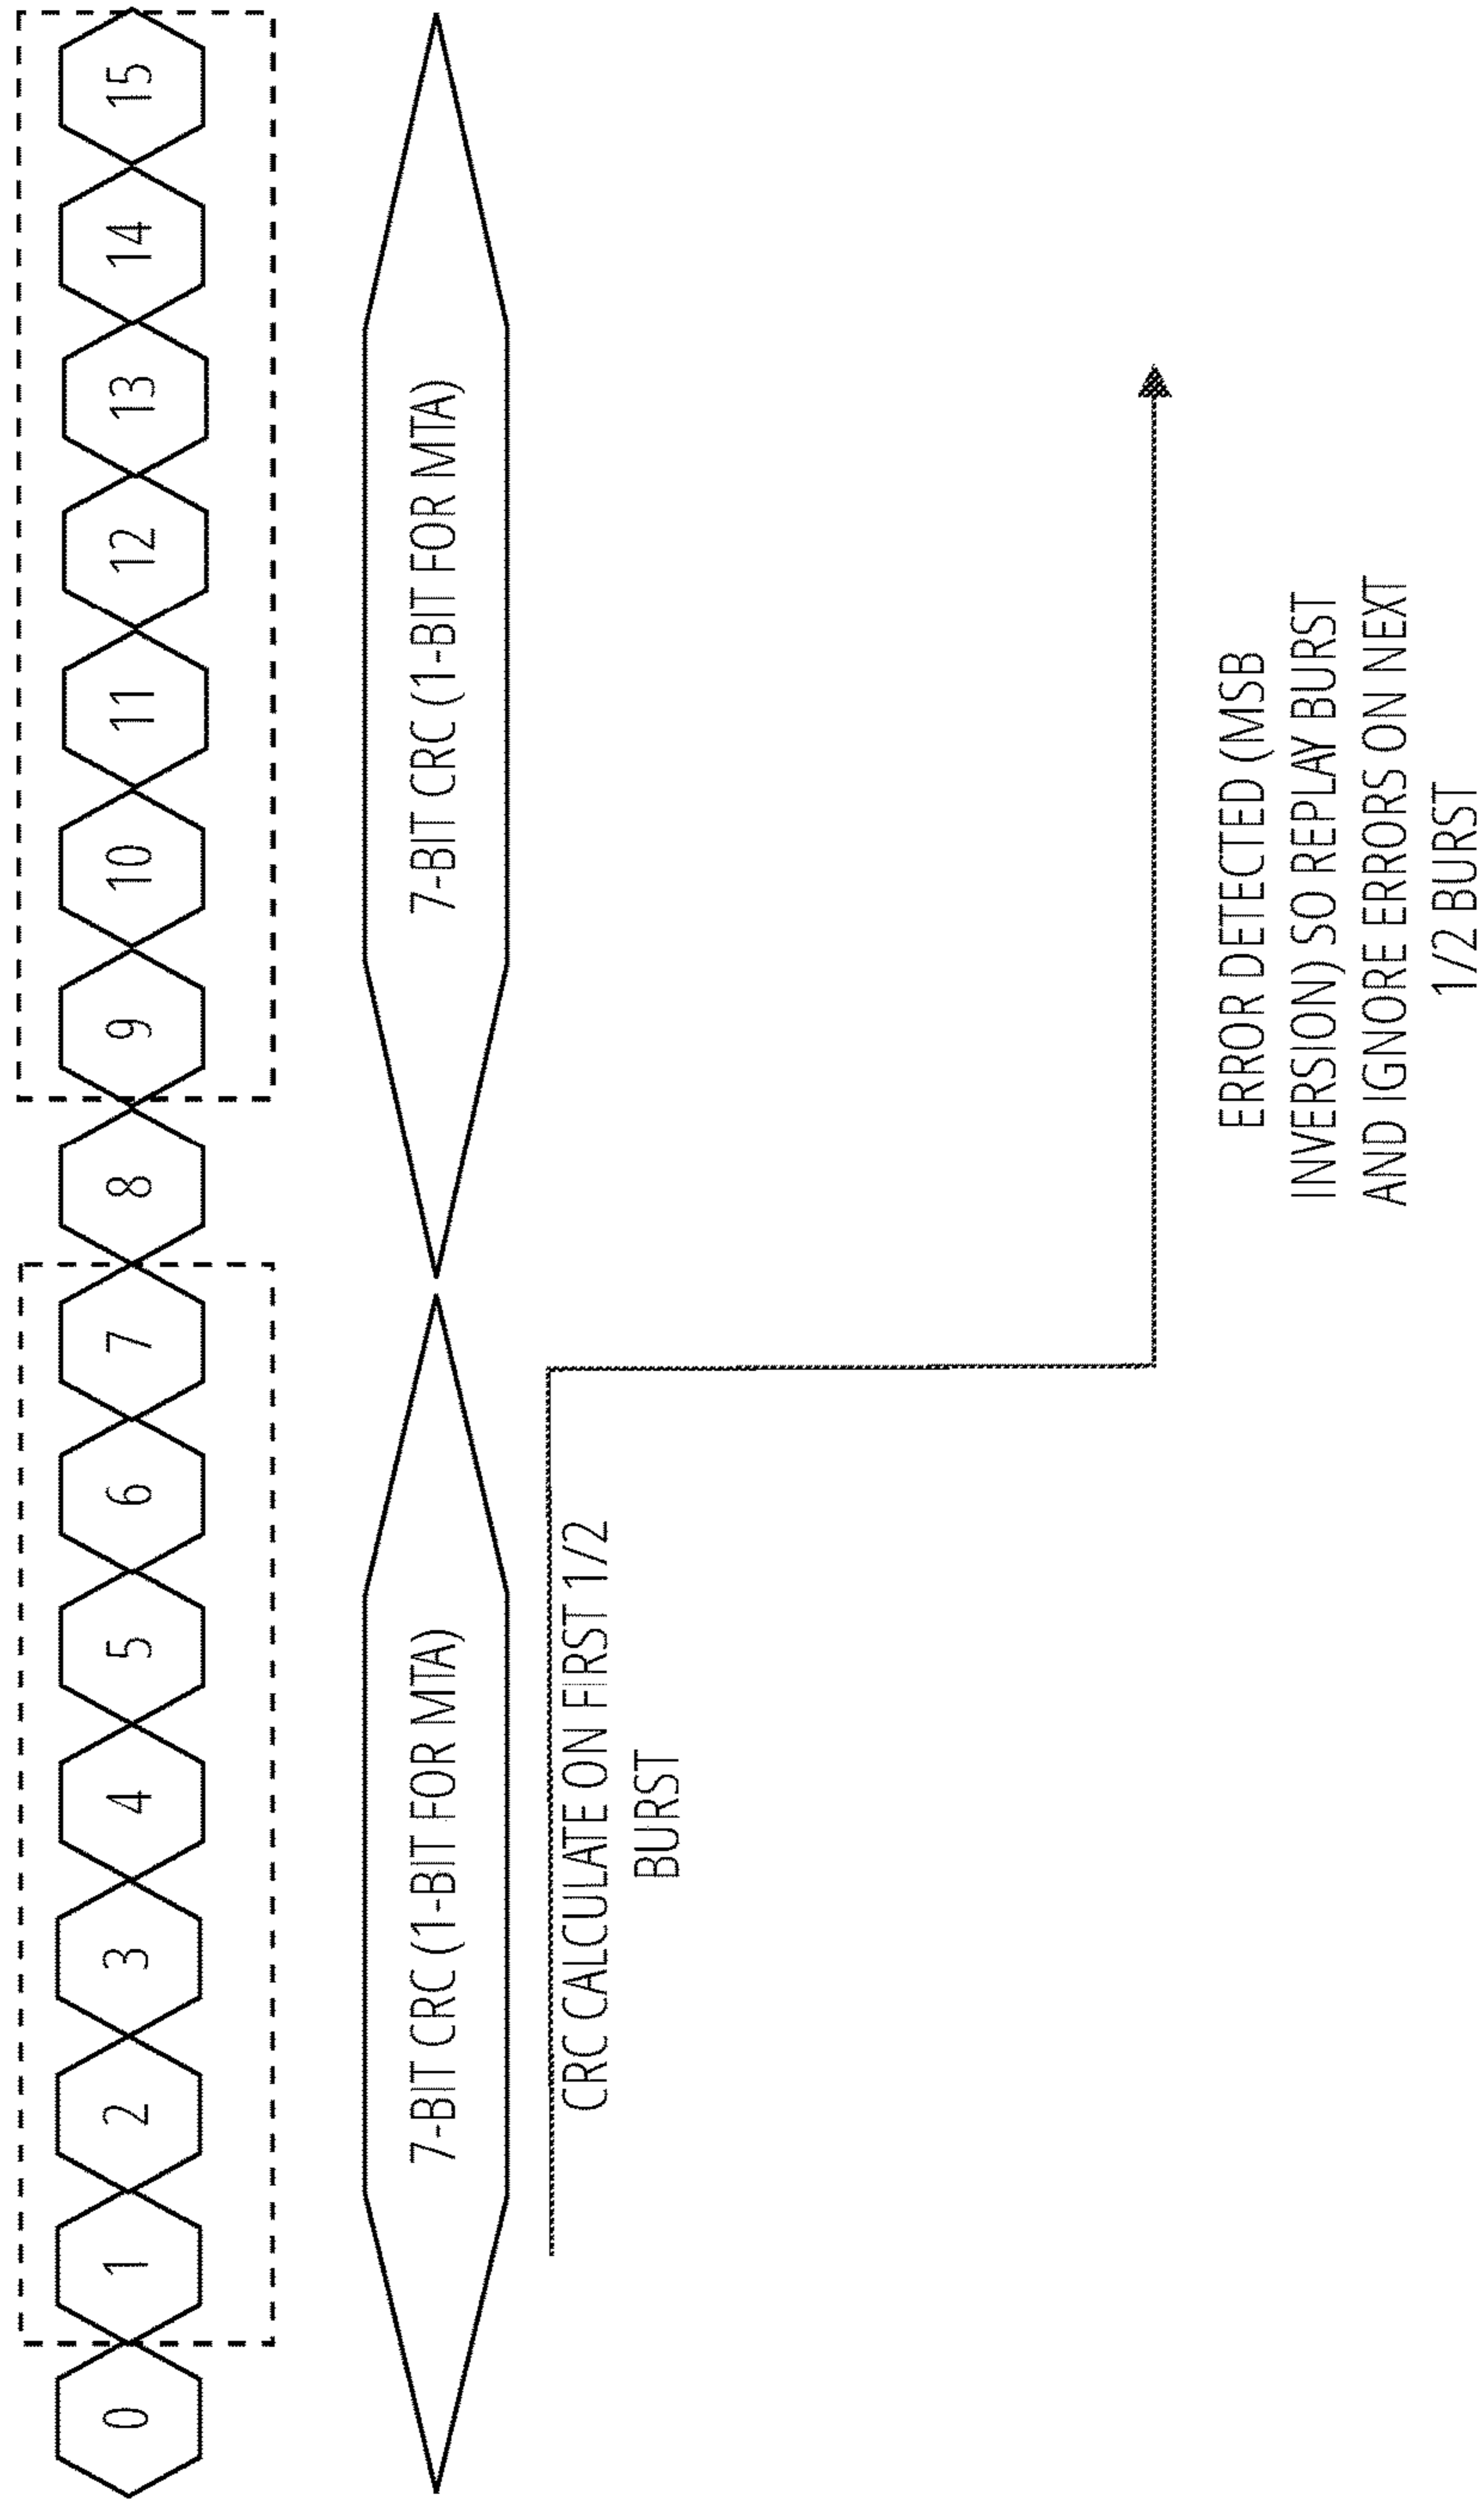 0 1 2 3 4 5 6 7 8 9 10 11 12 13 14 15
7-BIT CRC (1-BIT FOR MTA)
7-BIT CRC (1-BIT FOR MTA)
CRC CALCULATE ON FIRST 1/2
BURST
ERROR DETECTED (MSB
INVERSION) SO REPLAY BURST
AND IGNORE ERRORS ON NEXT
1/2 BURST